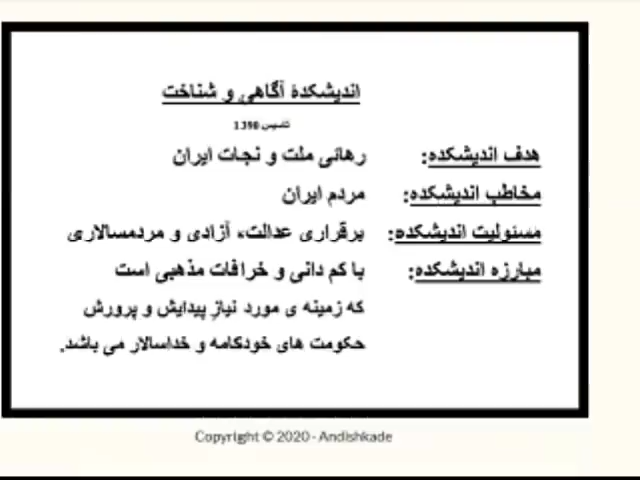 اندیشکدهٔ آگاهی و شناخت
تاسیس 1390
هدف اندیشکده: رهائی ملت و نجات ایران
مخاطب اندیشکده: مردم ایران
مسئولیت اندیشکده: برقراری عدالت، آزادی و مردمسالاری
مبارزه اندیشکده: با کم دانی و خرافات مذهبی است
که زمینه ی مورد نیاز پیدایش و پرورش
حکومت های خودکامه و خداسالار می باشد.
Copyright © 2020 - Andishkade